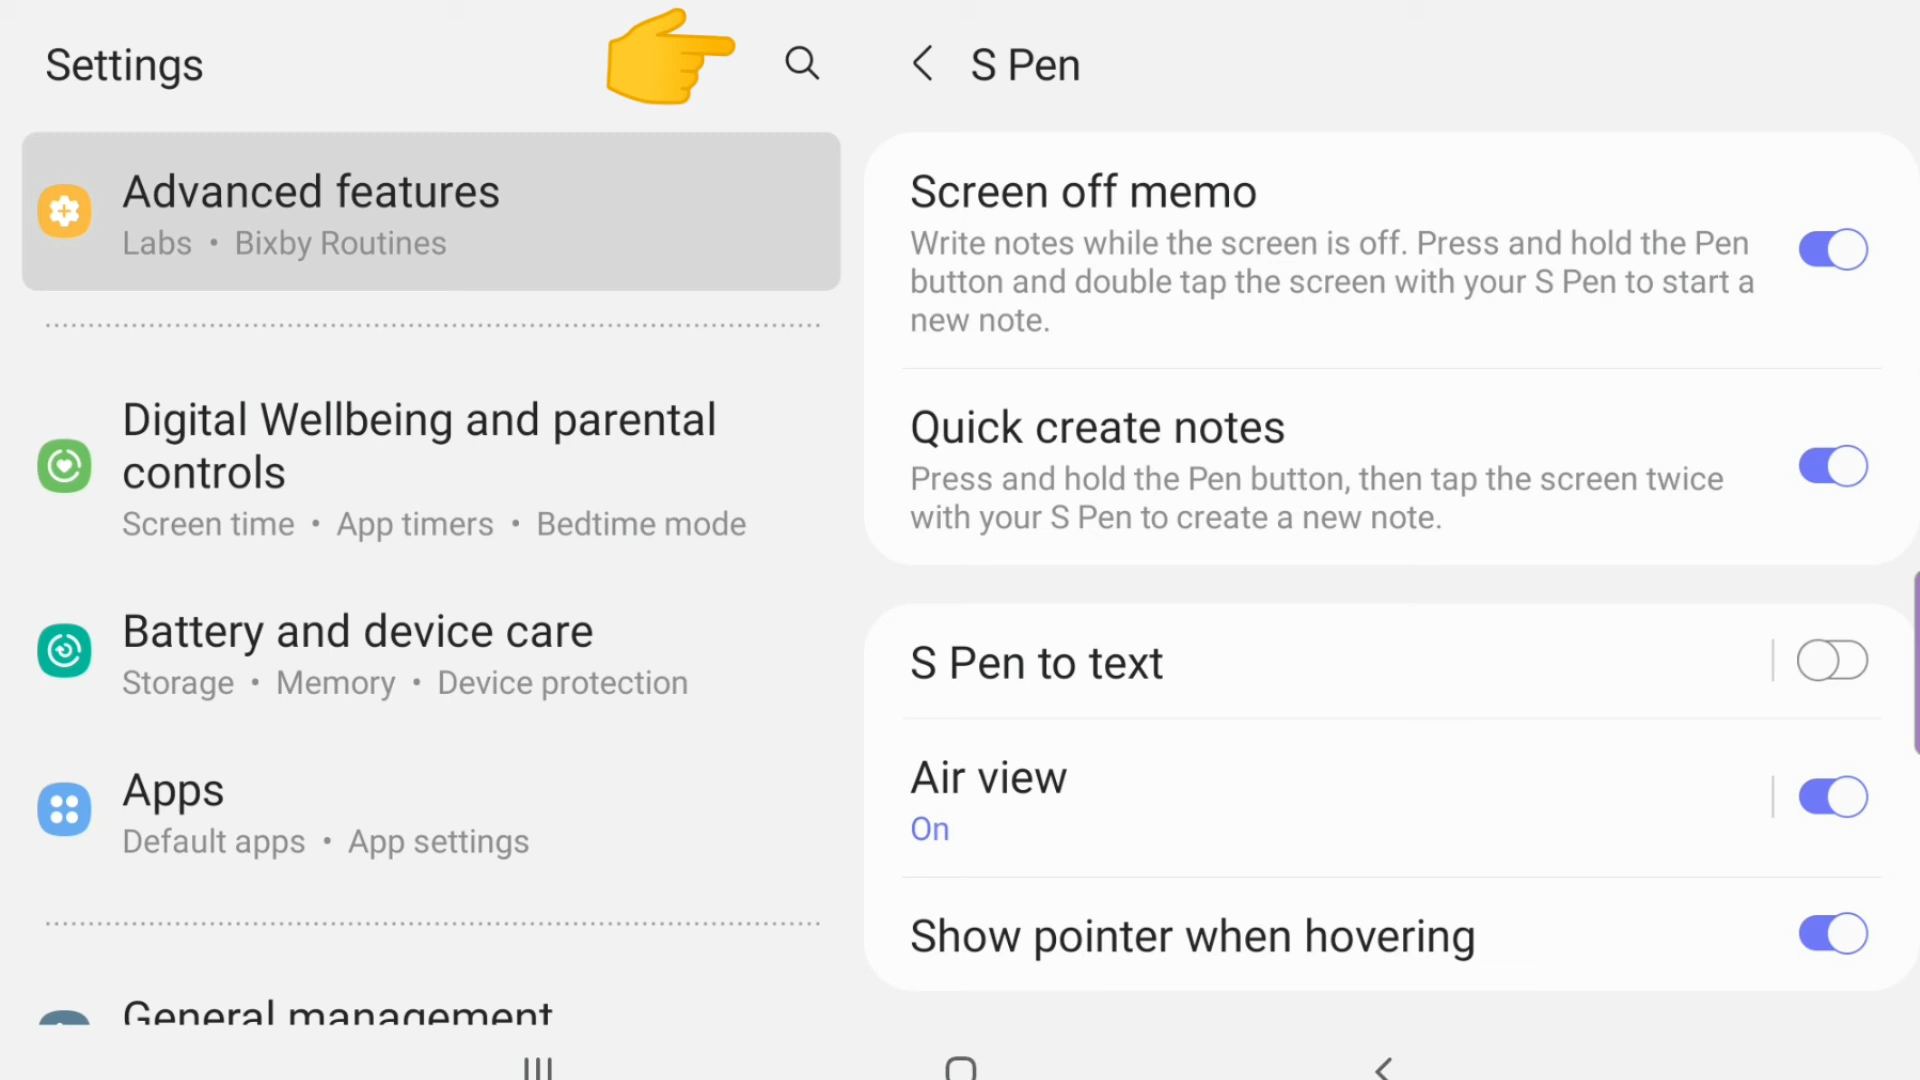 Settings
Advanced features
Labs • Bixby Routines
Digital Wellbeing and parental
controls
Screen time • App timers • Bedtime mode
Battery and device care
Storage • Memory • Device protection
Apps
Default apps • App settings
General management
S Pen
Screen off memo
Write notes while the screen is off. Press and hold the Pen
button and double tap the screen with your S Pen to start a
new note.
Quick create notes
Press and hold the Pen button, then tap the screen twice
with your S Pen to create a new note.
S Pen to text
Air view
On
Show pointer when hovering